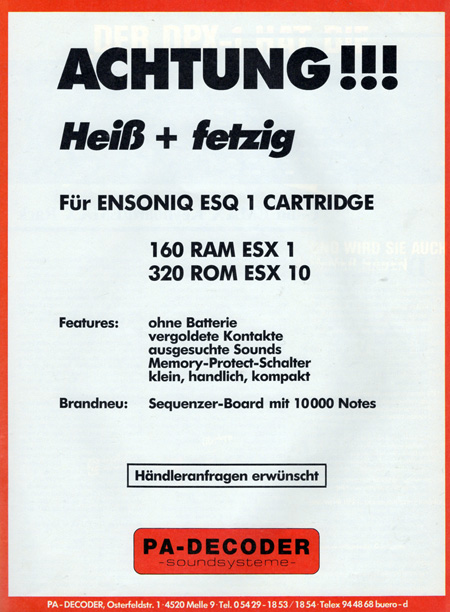 ACHTUNG!!!
Heiß + fetzig
Für ENSONIQ ESQ 1 CARTRIDGE
160 RAM ESX 1
320 ROM ESX 10
Features: ohne Batterie
vergoldete Kontakte
ausgesuchte Sounds
Memory-Protect-Schalter
klein, handlich, kompakt
Brandneu: Sequenzer-Board mit 10000 Notes
Händleranfragen erwünscht
PA-DECODER
-soundsysteme-
PA-DECODER, Osterfeldstr. 1·4520 Melle 9·Tel. 0 54 29 - 18 53 / 18 54·Telex 94 48 68 buero-d